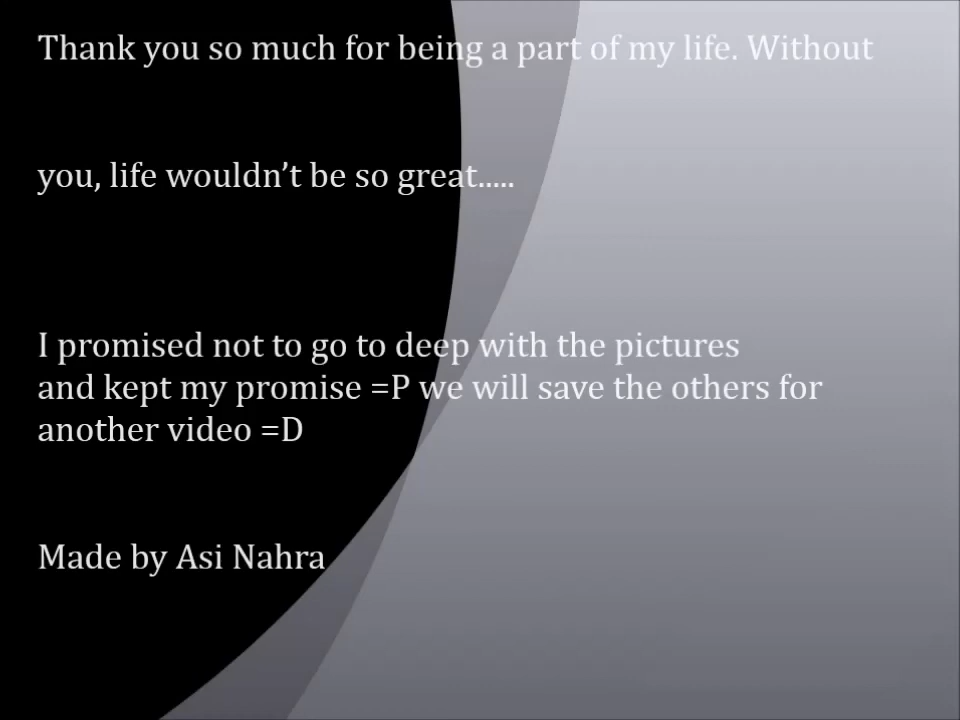 Thank you so much for being a part of my life. Without
you, life wouldn’t be so great.....
I promised not to go to deep with the pictures
and kept my promise =P we will save the others for
another video =D
Made by Asi Nahra